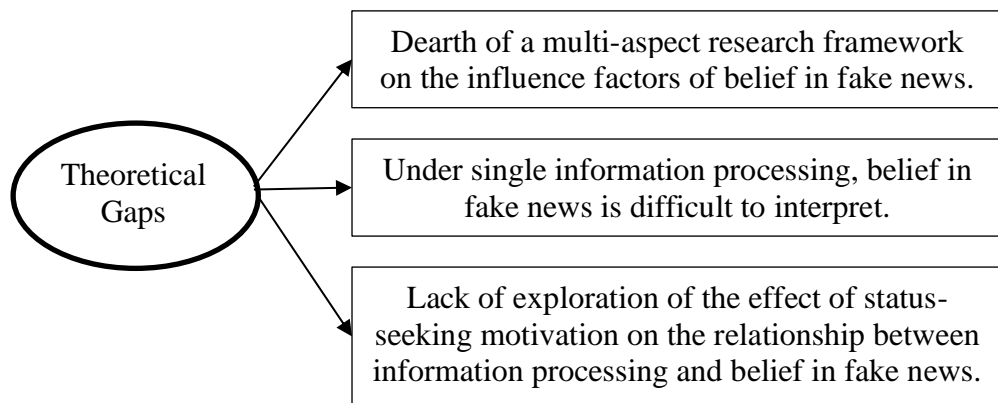 Dearth of a multi-aspect research framework
on the influence factors of belief in fake news.
Theoretical
Gaps
Under single information processing, belief in
fake news is difficult to interpret.
Lack of exploration of the effect of status-
seeking motivation on the relationship between
information processing and belief in fake news.